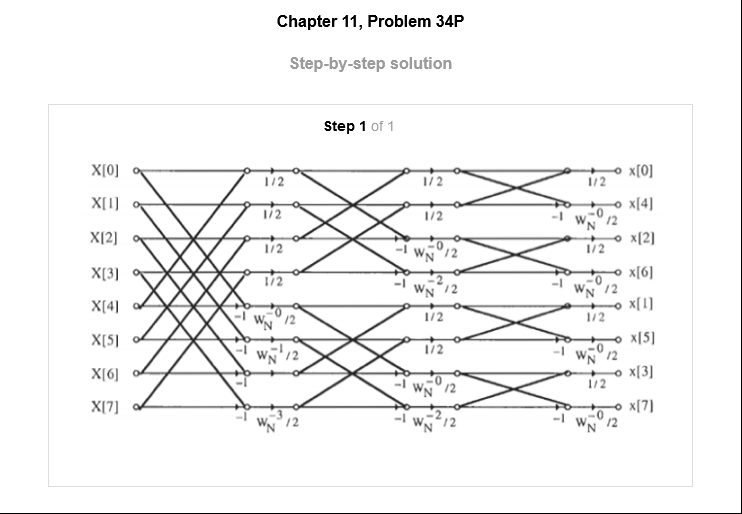 Chapter 11, Problem 34P
Step-by-step solution
Step 1 of 1
X[0] 1/2 1/2 1/2 x[0]
X[1] 1/2 1/2 -1 W_N^-0/2 x[4]
X[2] 1/2 -1 W_N^-0/2 1/2 x[2]
X[3] 1/2 -1 W_N^-2/2 -1 W_N^-0/2 x[6]
X[4] -1 W_N^-0/2 1/2 1/2 x[1]
X[5] -1 W_N^-1/2 1/2 -1 W_N^-0/2 x[5]
X[6] -1 -1 W_N^-0/2 1/2 x[3]
X[7] -1 W_N^-3/2 -1 W_N^-2/2 -1 W_N^-0/2 x[7]